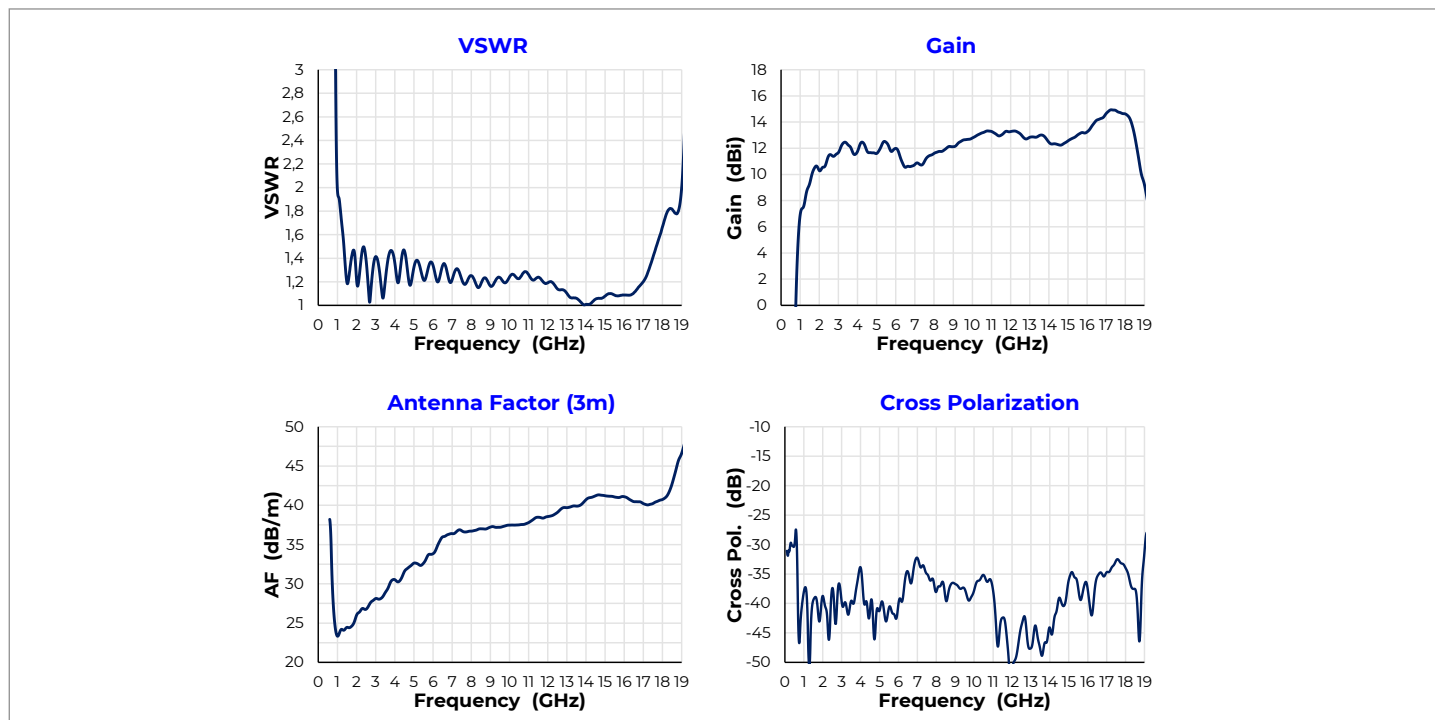 VSWR
3
2,8
2,6
2,4
2,2
2
1,8
1,6
1,4
1,2
1
VSWR
0 1 2 3 4 5 6 7 8 9 10 11 12 13 14 15 16 17 18 19
Frequency (GHz)
Gain
18
16
14
12
10
8
6
4
2
0
Gain (dBi)
0 1 2 3 4 5 6 7 8 9 10 11 12 13 14 15 16 17 18 19
Frequency (GHz)
Antenna Factor (3m)
50
45
40
35
30
25
20
AF (dB/m)
0 1 2 3 4 5 6 7 8 9 10 11 12 13 14 15 16 17 18 19
Frequency (GHz)
Cross Polarization
-10
-15
-20
-25
-30
-35
-40
-45
-50
Cross Pol. (dB)
0 1 2 3 4 5 6 7 8 9 10 11 12 13 14 15 16 17 18 19
Frequency (GHz)